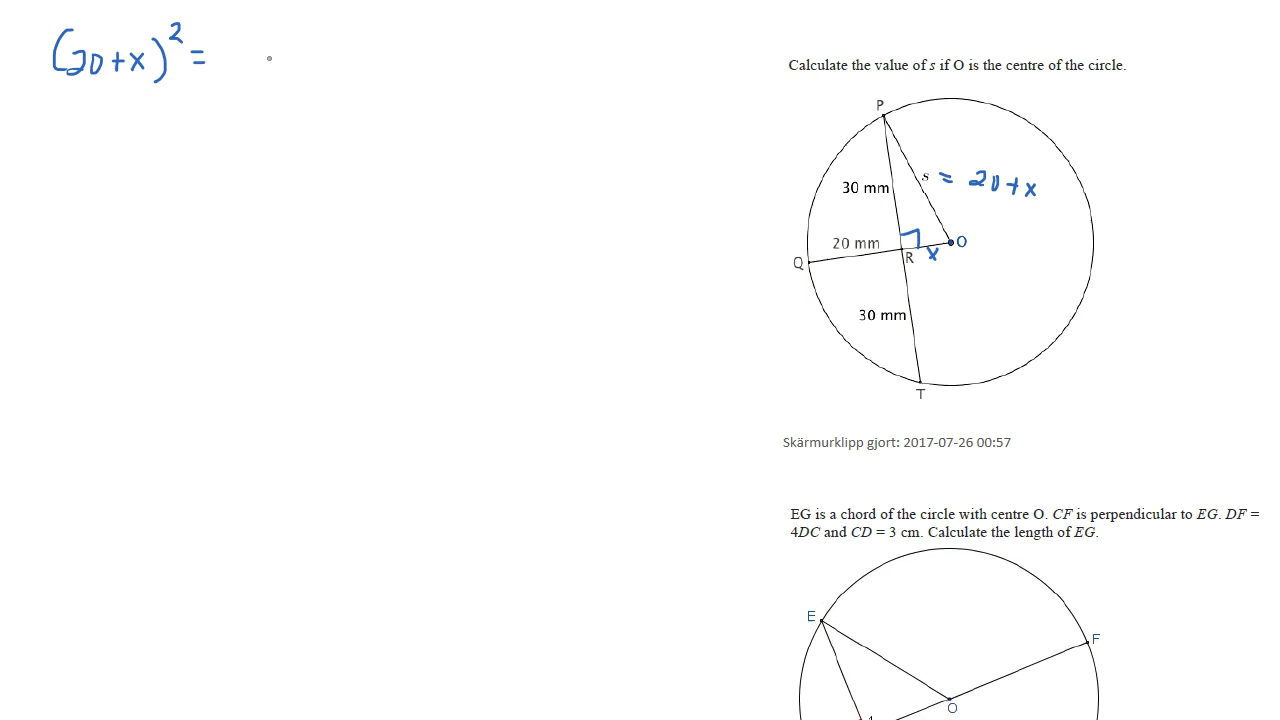 (20+x)² =
Calculate the value of s if O is the centre of the circle.
P
s = 20+x
30 mm
20 mm
O
R
x
Q
30 mm
T
Skärmurklipp gjort: 2017-07-26 00:57
EG is a chord of the circle with centre O. CF is perpendicular to EG. DF =
4DC and CD = 3 cm. Calculate the length of EG.
E
F
O